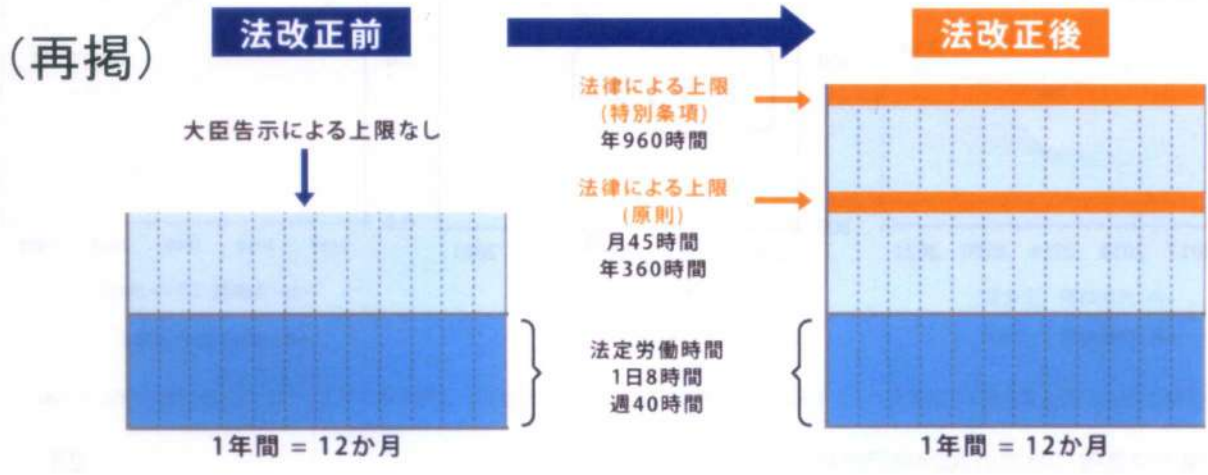 (再掲)
法改正前
法改正後
大臣告示による上限なし
法律による上限
(特別条項)
年960時間
法律による上限
(原則)
月45時間
年360時間
法定労働時間
1日8時間
週40時間
1年間 = 12か月
1年間 = 12か月